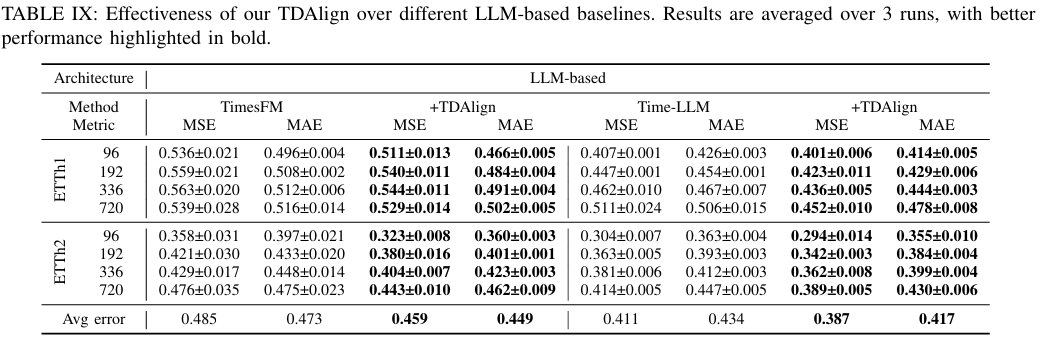 TABLE IX: Effectiveness of our TDAlign over different LLM-based baselines. Results are averaged over 3 runs, with better
performance highlighted in bold.
Architecture LLM-based
Method TimesFM +TDAlign Time-LLM +TDAlign
Metric MSE MAE MSE MAE MSE MAE MSE MAE
ETTh1
96 0.536±0.021 0.496±0.004 0.511±0.013 0.466±0.005 0.407±0.001 0.426±0.003 0.401±0.006 0.414±0.005
192 0.559±0.021 0.508±0.002 0.540±0.011 0.484±0.004 0.447±0.001 0.454±0.001 0.423±0.011 0.429±0.006
336 0.563±0.020 0.512±0.006 0.544±0.011 0.491±0.004 0.462±0.010 0.467±0.007 0.436±0.005 0.444±0.003
720 0.539±0.028 0.516±0.014 0.529±0.014 0.502±0.005 0.511±0.024 0.506±0.015 0.452±0.010 0.478±0.008
ETTh2
96 0.358±0.031 0.397±0.021 0.323±0.008 0.360±0.003 0.304±0.007 0.363±0.004 0.294±0.014 0.355±0.010
192 0.421±0.030 0.433±0.020 0.380±0.016 0.401±0.001 0.363±0.005 0.393±0.003 0.342±0.003 0.384±0.004
336 0.429±0.017 0.448±0.014 0.404±0.007 0.423±0.003 0.381±0.006 0.412±0.003 0.362±0.008 0.399±0.004
720 0.476±0.035 0.475±0.023 0.443±0.010 0.462±0.009 0.414±0.005 0.447±0.005 0.389±0.005 0.430±0.006
Avg error 0.485 0.473 0.459 0.449 0.411 0.434 0.387 0.417